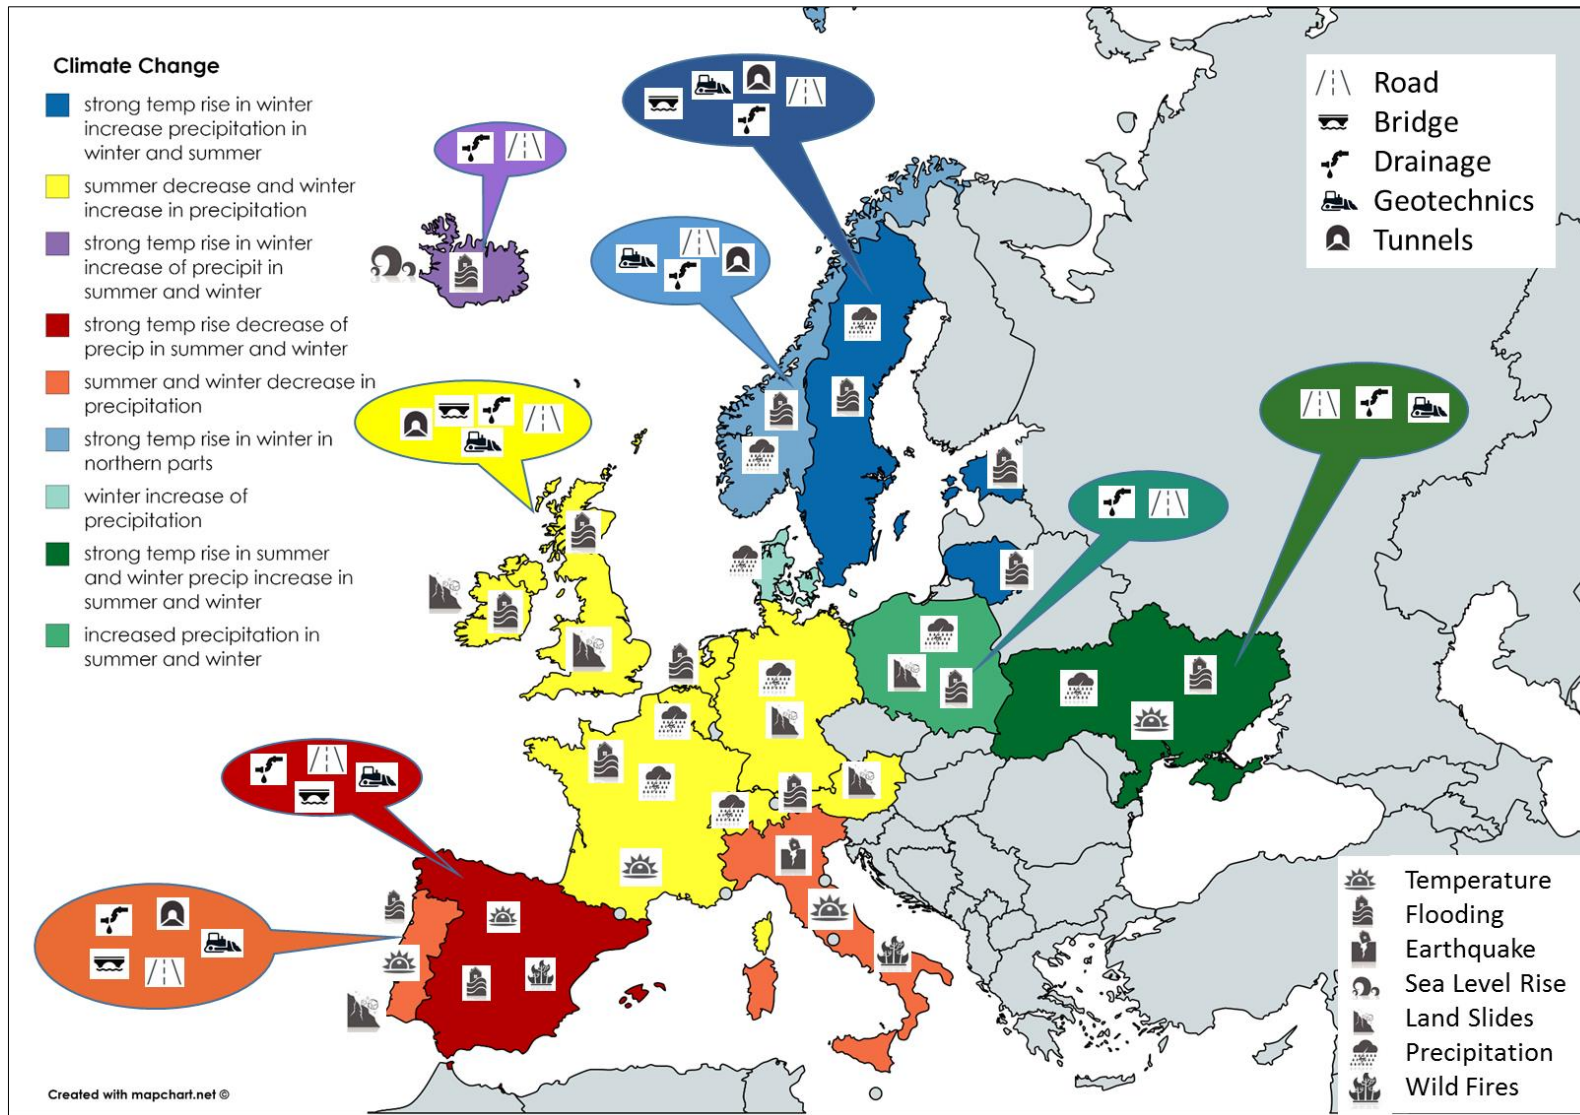 Climate Change
strong temp rise in winter
increase precipitation in
winter and summer
summer decrease and winter
increase in precipitation
strong temp rise in winter
increase of precipit in
summer and winter
strong temp rise decrease of
precip in summer and winter
summer and winter decrease in
precipitation
strong temp rise in winter in
northern parts
winter increase of
precipitation
strong temp rise in summer
and winter precip increase in
summer and winter
increased precipitation in
summer and winter
Road
Bridge
Drainage
Geotechnics
Tunnels
Temperature
Flooding
Earthquake
Sea Level Rise
Land Slides
Precipitation
Wild Fires
Created with mapchart.net ©